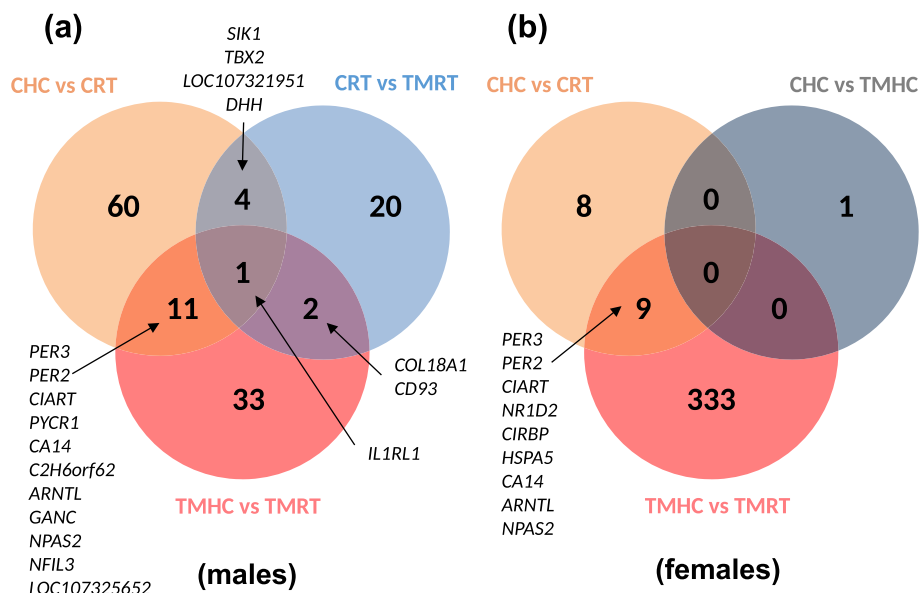 (a)
SIK1
TBX2
LOC107321951
DHH
CHC vs CRT
CRT vs TMRT
60
4
20
1
11
2
33
PER3
PER2
CIART
PYCR1
CA14
C2H6orf62
ARNTL
GANC
NPAS2
NFIL3
LOC107325652
COL18A1
CD93
IL1RL1
TMHC vs TMRT
(males)
(b)
CHC vs CRT
CHC vs TMHC
8
0
1
0
9
0
333
PER3
PER2
CIART
NR1D2
CIRBP
HSPA5
CA14
ARNTL
NPAS2
TMHC vs TMRT
(females)